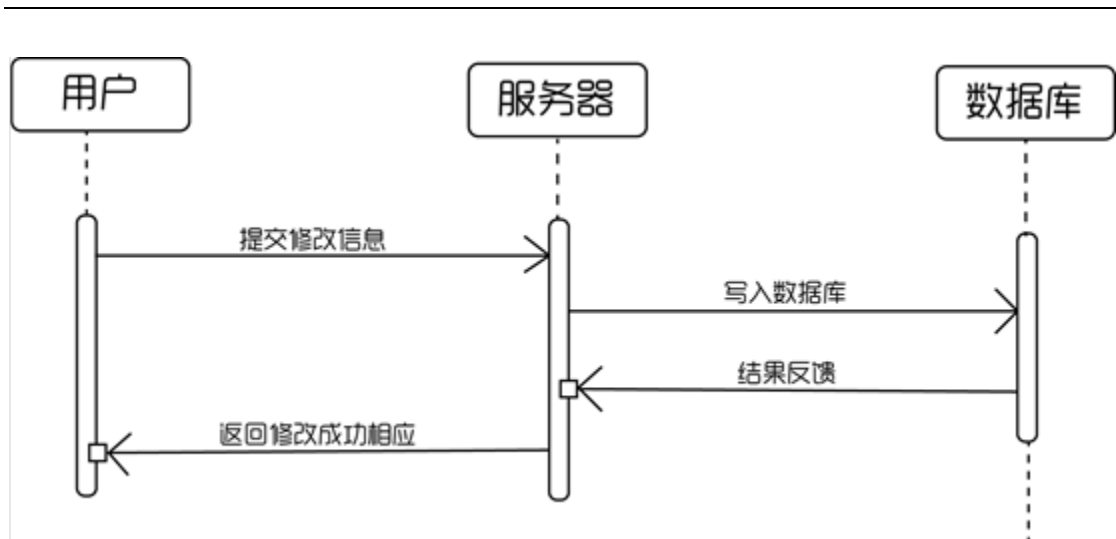 用户
服务器
数据库
提交修改信息
写入数据库
结果反馈
返回修改成功相应